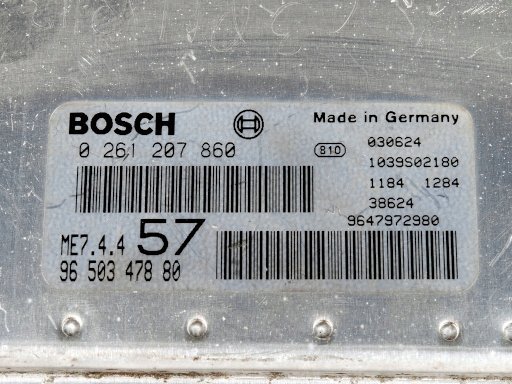 BOSCH
Made in Germany
0 261 207 860
810
030624
1039S02180
1184 1284
38624
9647972980
ME7.4.4 57
96 503 478 80